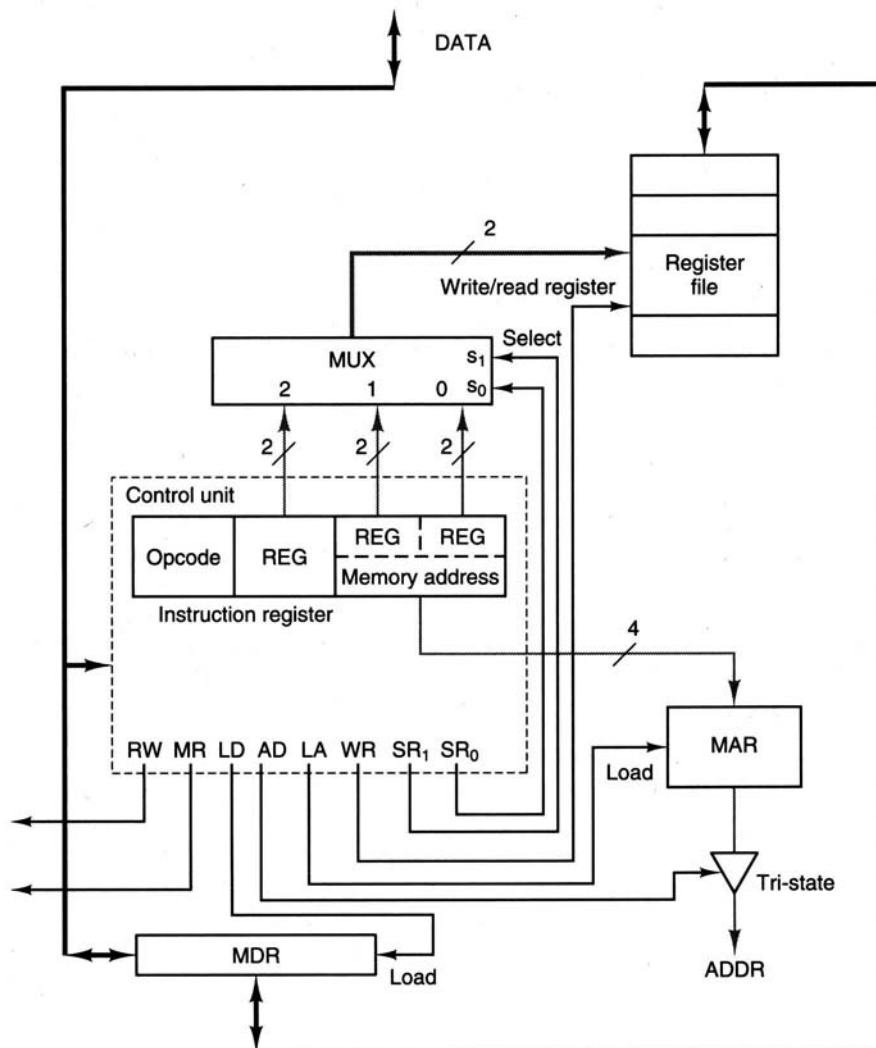 DATA
2
Write/read register
Register
file
Select
MUX
s₁
2 1 0 s₀
2 2 2
Control unit
Opcode REG REG REG
Memory address
Instruction register
4
RW MR LD AD LA WR SR₁ SR₀
MAR
Load
Tri-state
MDR
Load
ADDR